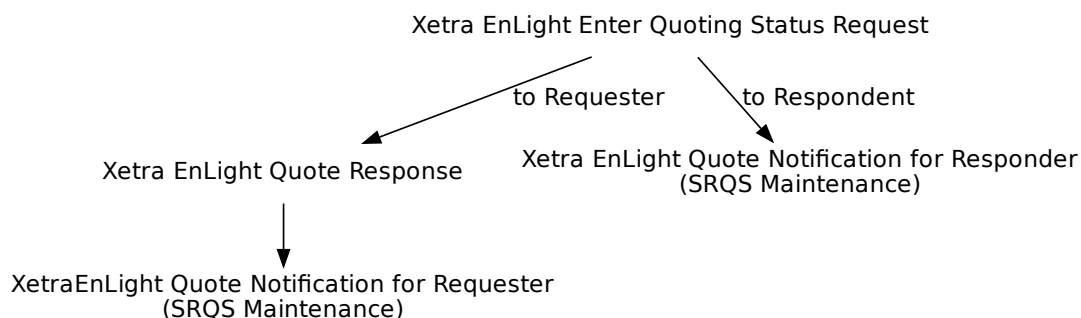 Xetra EnLight Enter Quoting Status Request
to Requester
to Respondent
Xetra EnLight Quote Response
Xetra EnLight Quote Notification for Responder
(SRQS Maintenance)
XetraEnLight Quote Notification for Requester
(SRQS Maintenance)